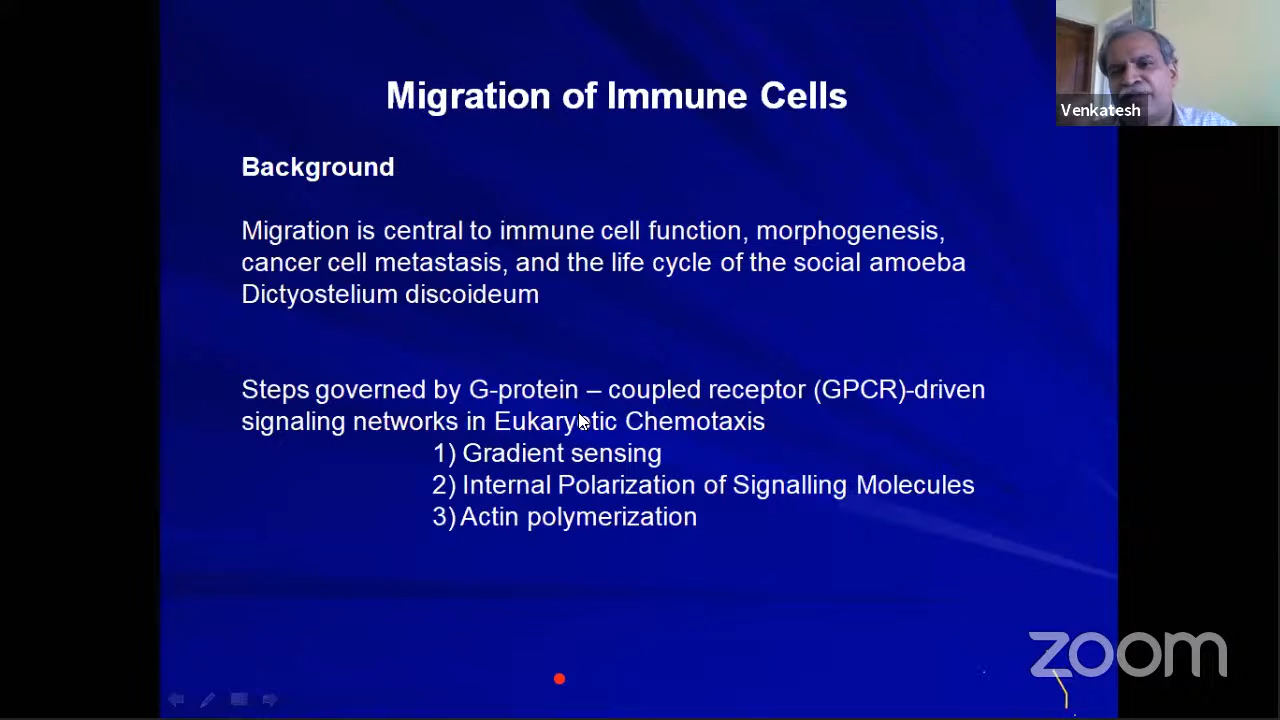 Migration of Immune Cells
Venkatesh
Background
Migration is central to immune cell function, morphogenesis,
cancer cell metastasis, and the life cycle of the social amoeba
Dictyostelium discoideum
Steps governed by G-protein – coupled receptor (GPCR)-driven
signaling networks in Eukaryotic Chemotaxis
1) Gradient sensing
2) Internal Polarization of Signalling Molecules
3) Actin polymerization
zoom